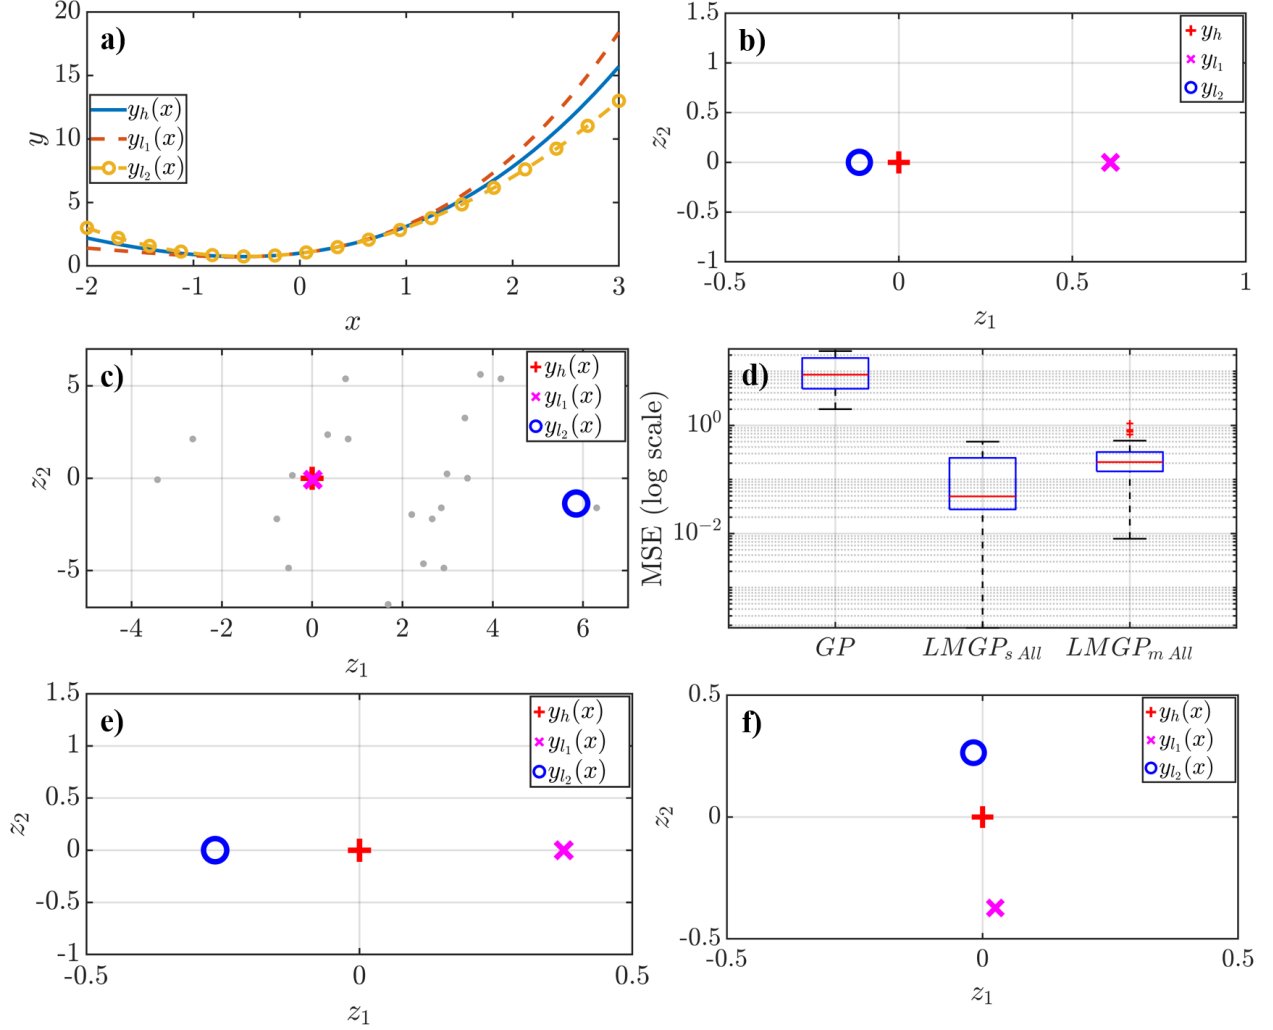 a)
20
15
10
5
0
y
y_h(x)
y_{l_1}(x)
y_{l_2}(x)
-2 -1 0 1 2 3
x
b)
1.5
1
0.5
0
-0.5
-1
z_2
y_h
y_{l_1}
y_{l_2}
-0.5 0 0.5 1
z_1
c)
5
0
-5
z_2
y_h(x)
y_{l_1}(x)
y_{l_2}(x)
-4 -2 0 2 4 6
z_1
d)
MSE (log scale)
10^0
10^{-2}
GP LMGP_{s All} LMGP_{m All}
e)
1.5
1
0.5
0
-0.5
-1
z_2
y_h(x)
y_{l_1}(x)
y_{l_2}(x)
-0.5 0 0.5
z_1
f)
0.5
0
-0.5
z_2
y_h(x)
y_{l_1}(x)
y_{l_2}(x)
-0.5 0 0.5
z_1